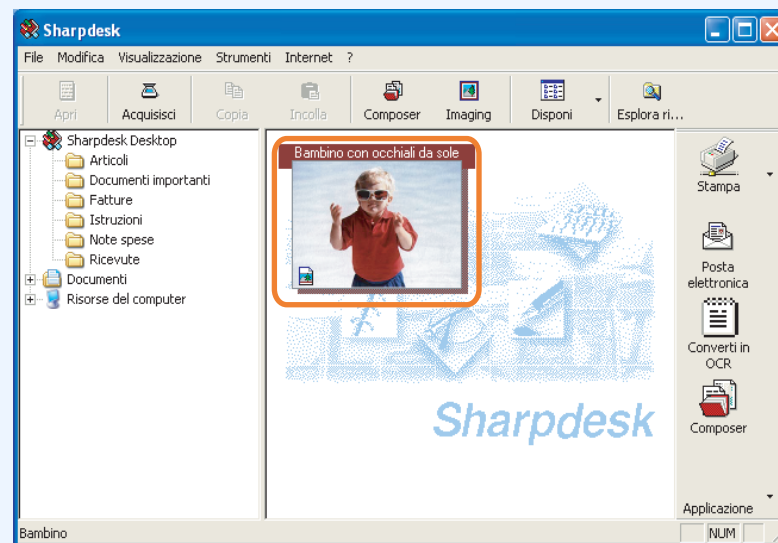 Sharpdesk
File Modifica Visualizzazione Strumenti Internet ?
Apri Acquisisci Copia Incolla Composer Imaging Disponi Esplora ri...
Sharpdesk Desktop
Articoli
Documenti importanti
Fatture
Istruzioni
Note spese
Ricevute
Documenti
Risorse del computer
Bambino con occhiali da sole
Sharpdesk
Stampa
Posta
elettronica
Converti in
OCR
Composer
Applicazione
Bambino
NUM